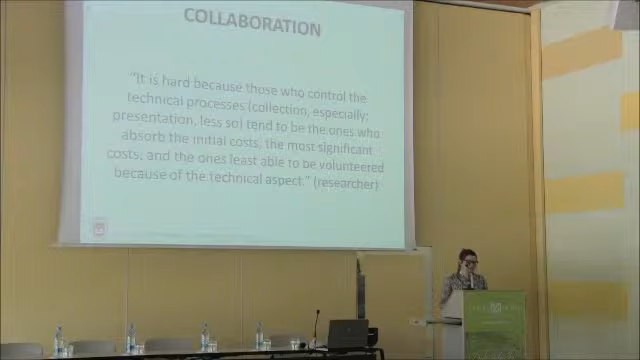 COLLABORATION
"It is hard because those who control the
technical processes (collection, especially;
presentation, less so) tend to be the ones who
absorb the initial costs, the most significant
costs, and the ones least able to be volunteered
because of the technical aspect." (researcher)